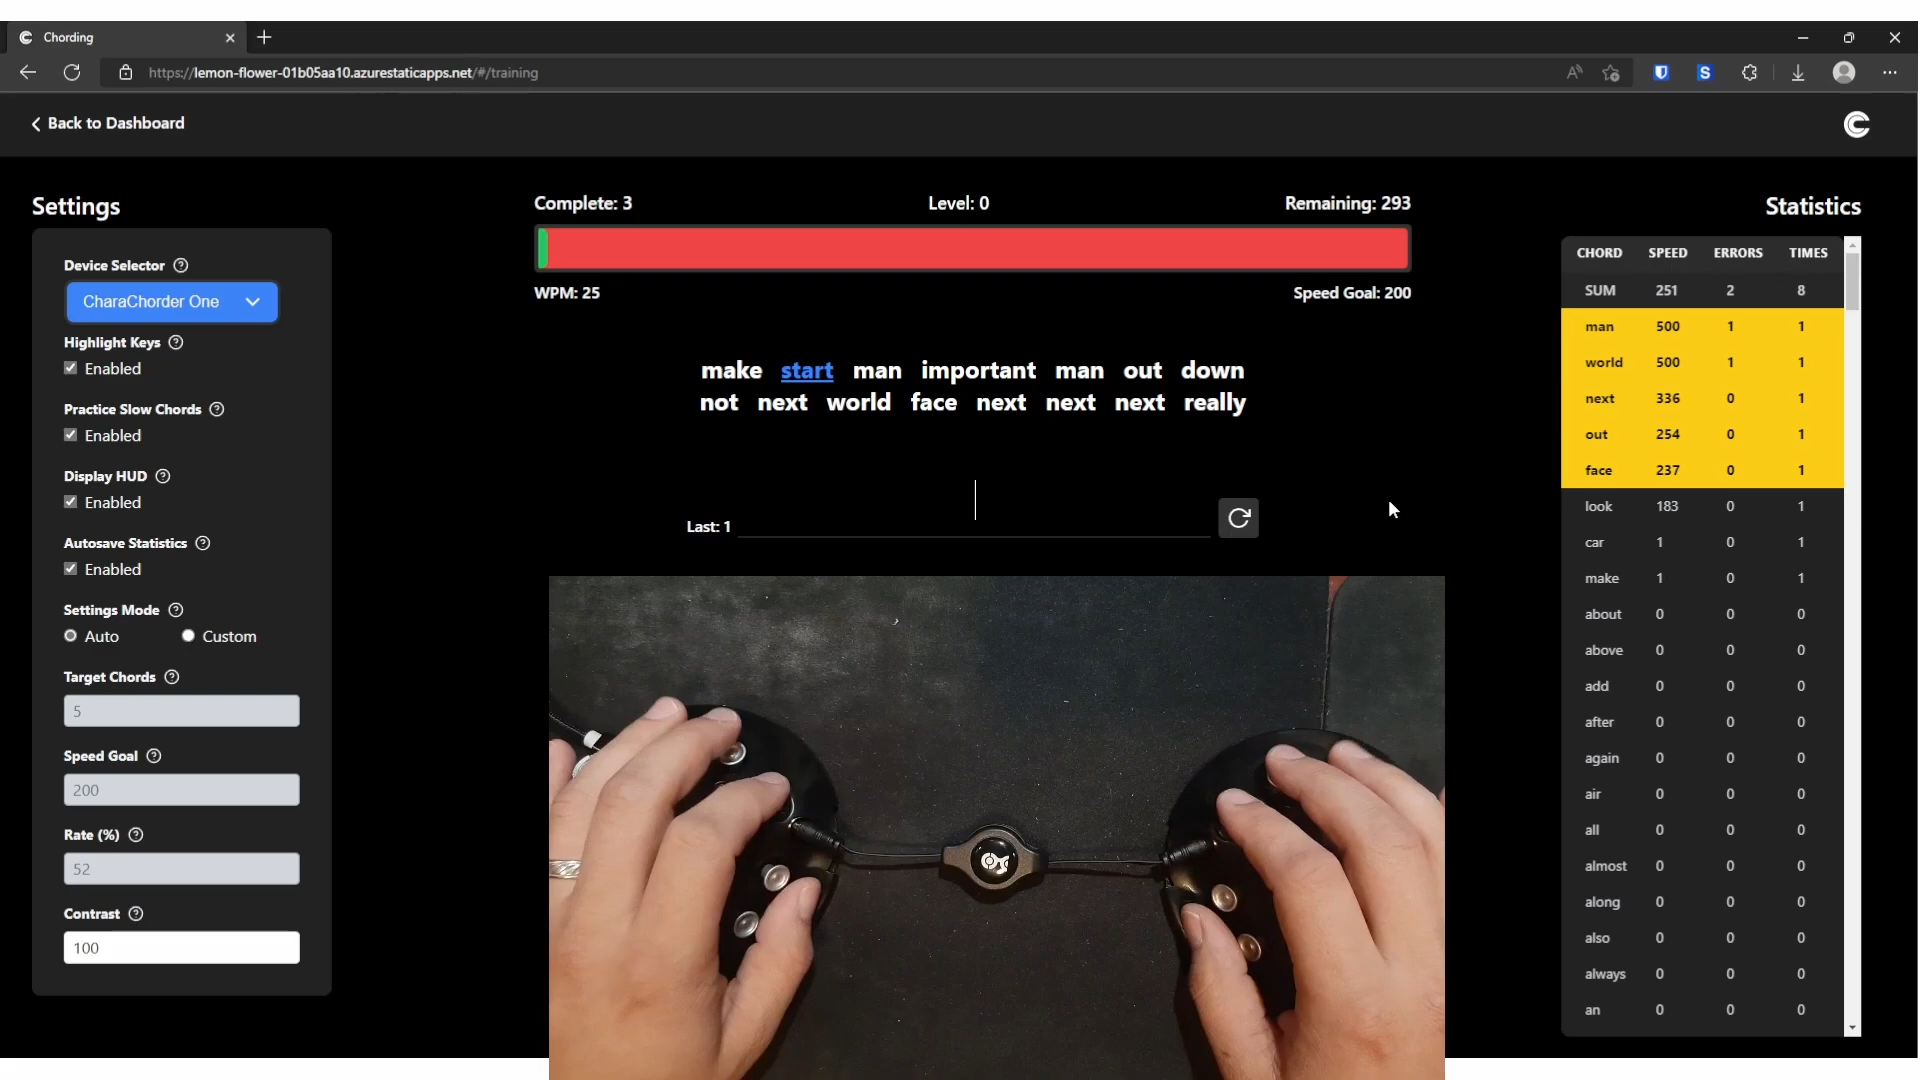 Chording
https://lemon-flower-01b05aa10.azurestaticapps.net/#/training
Back to Dashboard
Settings
Device Selector
CharaChorder One
Highlight Keys
Enabled
Practice Slow Chords
Enabled
Display HUD
Enabled
Autosave Statistics
Enabled
Settings Mode
Auto Custom
Target Chords
5
Speed Goal
200
Rate (%)
52
Contrast
100
Complete: 3 Level: 0 Remaining: 293
WPM: 25 Speed Goal: 200
make start man important man out down
not next world face next next next really
Last: 1
Statistics
CHORD SPEED ERRORS TIMES
SUM 251 2 8
man 500 1 1
world 500 1 1
next 336 0 1
out 254 0 1
face 237 0 1
look 183 0 1
car 1 0 1
make 1 0 1
about 0 0 0
above 0 0 0
add 0 0 0
after 0 0 0
again 0 0 0
air 0 0 0
all 0 0 0
almost 0 0 0
along 0 0 0
also 0 0 0
always 0 0 0
an 0 0 0